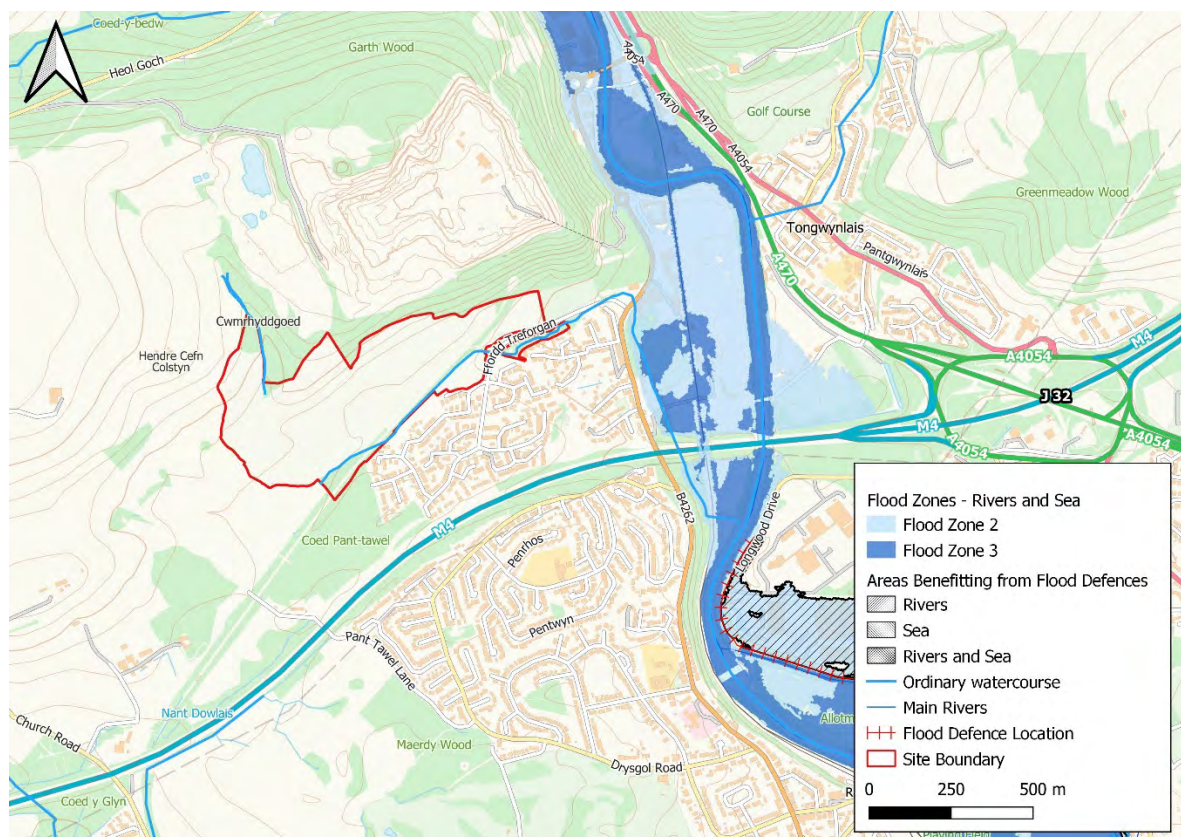 Coed-y-bedw
Heol Goch
Garth Wood
A4054
A470
A470
A4054
Golf Course
Greenmeadow Wood
Tongwynlais
Pantgwynlais
A470
Cwmrhyddgoed
Hendre Cefn
Colstyn
Ffordd Treforgan
A4054
M4
J 32
M4
A4054
A4054
M4
B4262
Longwood Drive
Coed Pant-tawel
Penrhos
Pentwyn
Pant Tawel Lane
Nant Dowlais
Church Road
Maerdy Wood
Drysgol Road
Coed y Glyn
Allotm
R
Flood Zones - Rivers and Sea
Flood Zone 2
Flood Zone 3
Areas Benefitting from Flood Defences
Rivers
Sea
Rivers and Sea
Ordinary watercourse
Main Rivers
Flood Defence Location
Site Boundary
0 250 500 m